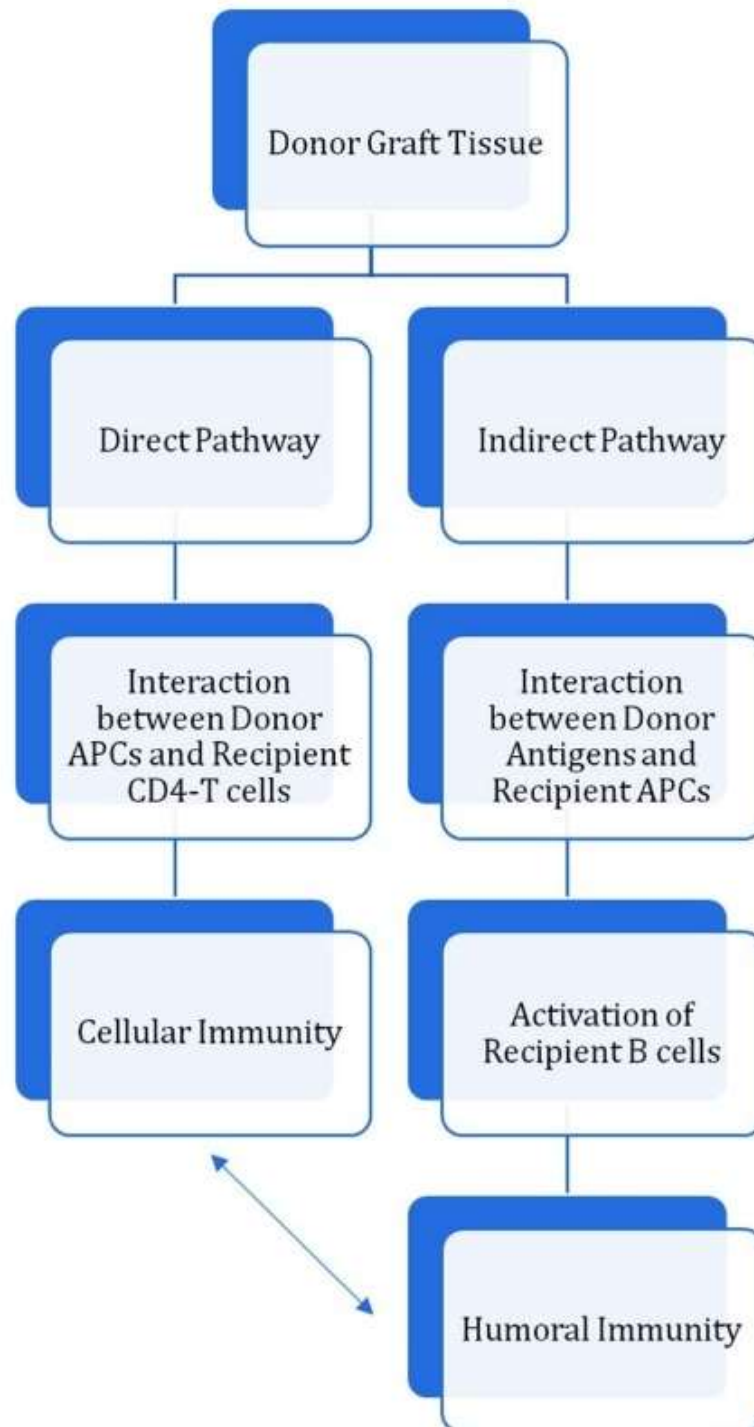 Donor Graft Tissue
Direct Pathway
Indirect Pathway
Interaction
between Donor
APCs and Recipient
CD4-T cells
Interaction
between Donor
Antigens and
Recipient APCs
Cellular Immunity
Activation of
Recipient B cells
Humoral Immunity